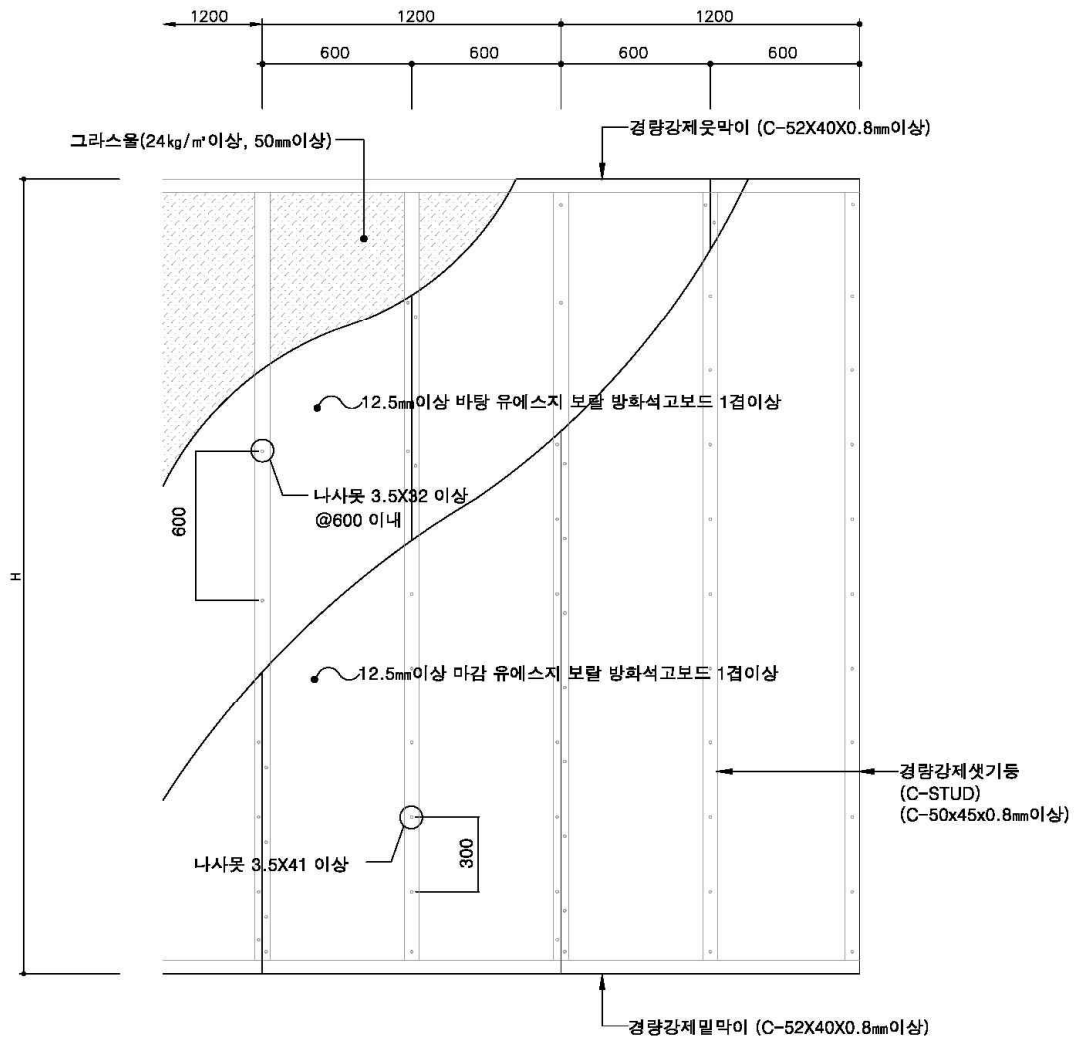 1200 1200 1200
600 600 600 600
경량강제웃막이 (C-52X40X0.8㎜이상)
그라스울(24kg/㎥이상, 50㎜이상)
12.5㎜이상 바탕 유에스지 보랄 방화석고보드 1겹이상
나사못 3.5X32 이상
@600 이내
600
H
12.5㎜이상 마감 유에스지 보랄 방화석고보드 1겹이상
경량강제샛기둥
(C-STUD)
(C-50x45x0.8㎜이상)
나사못 3.5X41 이상
300
경량강제밑막이 (C-52X40X0.8㎜이상)